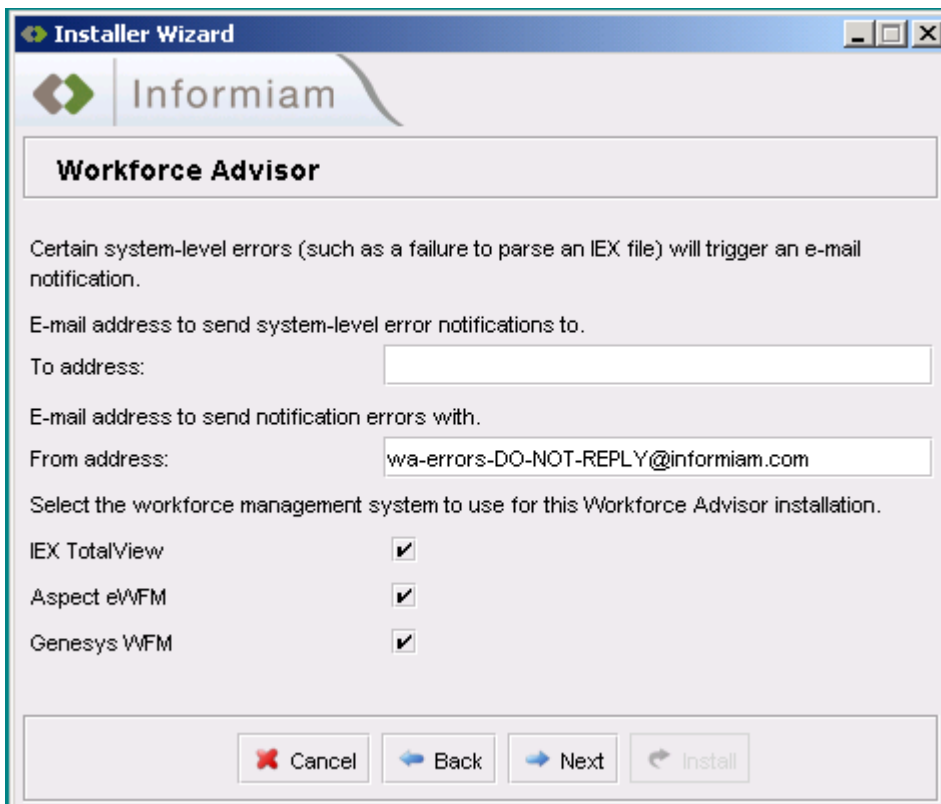 Installer Wizard
Informiam
Workforce Advisor
Certain system-level errors (such as a failure to parse an IEX file) will trigger an e-mail
notification.
E-mail address to send system-level error notifications to.
To address:
E-mail address to send notification errors with.
From address: wa-errors-DO-NOT-REPLY@informiam.com
Select the workforce management system to use for this Workforce Advisor installation.
IEX TotalView
Aspect eWFM
Genesys WFM
Cancel Back Next Install